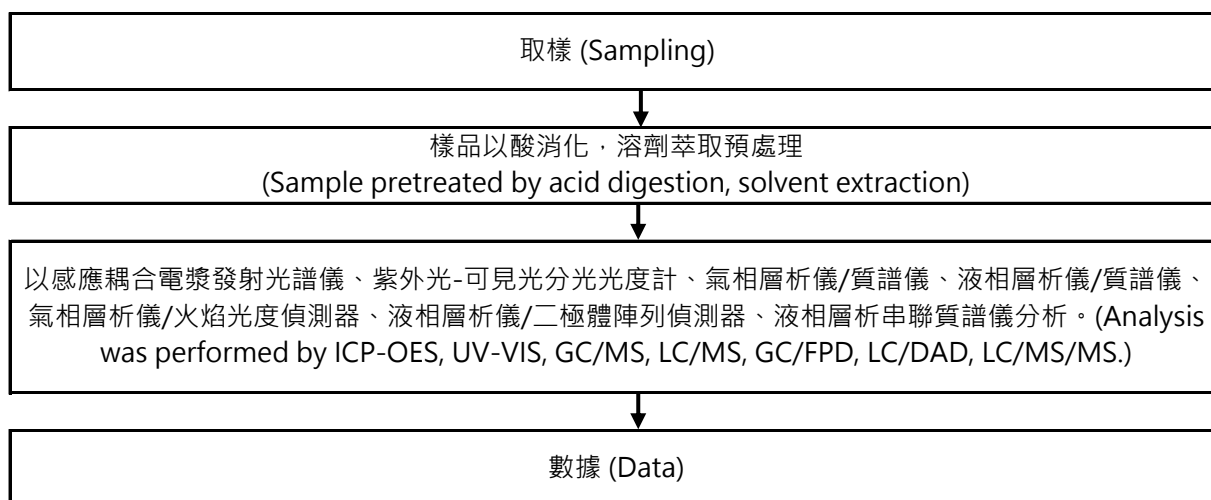 取樣 (Sampling)
樣品以酸消化，溶劑萃取預處理
(Sample pretreated by acid digestion, solvent extraction)
以感應耦合電漿發射光譜儀、紫外光-可見光分光光度計、氣相層析儀/質譜儀、液相層析儀/質譜儀、
氣相層析儀/火焰光度偵測器、液相層析儀/二極體陣列偵測器、液相層析串聯質譜儀分析。(Analysis
was performed by ICP-OES, UV-VIS, GC/MS, LC/MS, GC/FPD, LC/DAD, LC/MS/MS.)
數據 (Data)